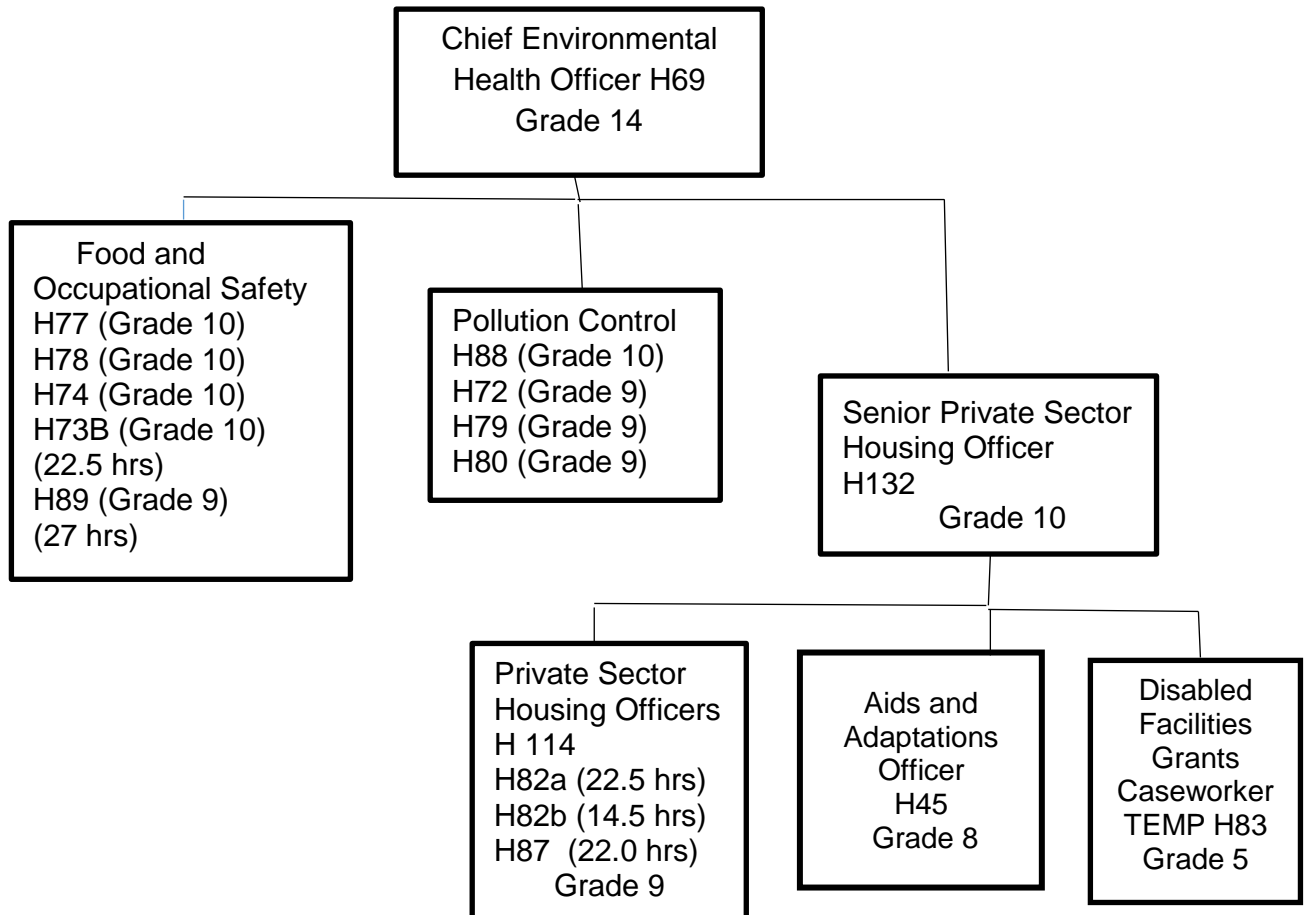 Chief Environmental
Health Officer H69
Grade 14
Food and
Occupational Safety
H77 (Grade 10)
H78 (Grade 10)
H74 (Grade 10)
H73B (Grade 10)
(22.5 hrs)
H89 (Grade 9)
(27 hrs)
Pollution Control
H88 (Grade 10)
H72 (Grade 9)
H79 (Grade 9)
H80 (Grade 9)
Senior Private Sector
Housing Officer
H132
Grade 10
Private Sector
Housing Officers
H 114
H82a (22.5 hrs)
H82b (14.5 hrs)
H87 (22.0 hrs)
Grade 9
Aids and
Adaptations
Officer
H45
Grade 8
Disabled
Facilities
Grants
Caseworker
TEMP H83
Grade 5